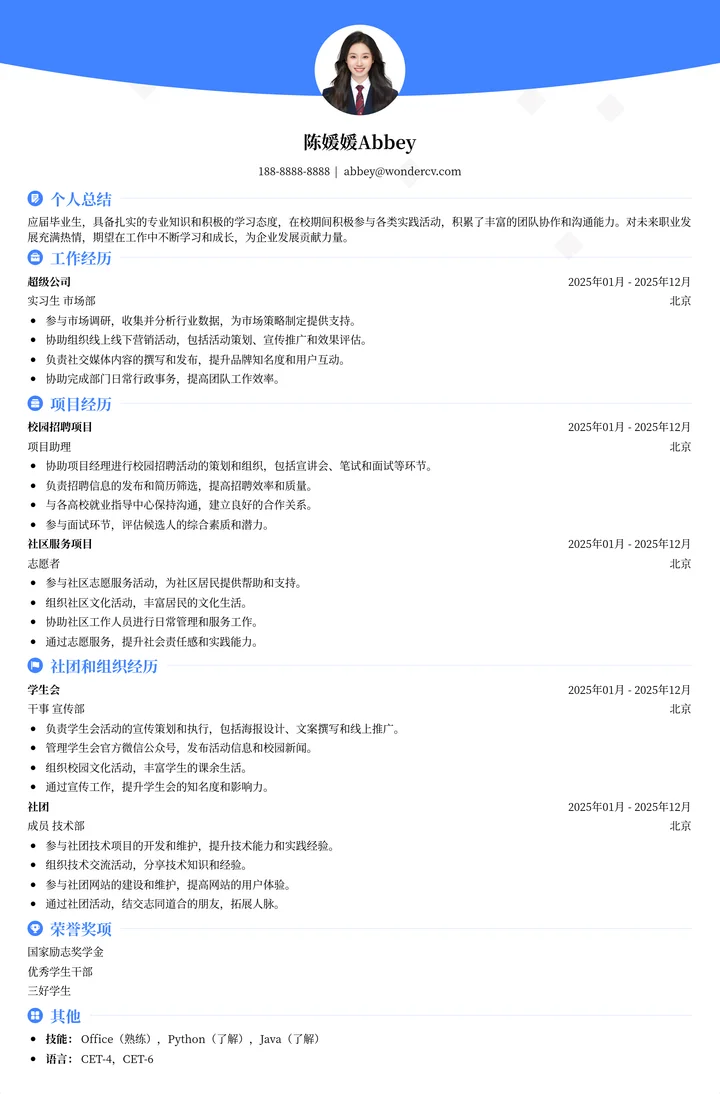 陈媛媛Abbey
188-8888-8888 | abbey@wondercv.com
个人总结
应届毕业生，具备扎实的专业知识和积极的学习态度，在校期间积极参与各类实践活动，积累了丰富的团队协作和沟通能力。对未来职业发
展充满热情，期望在工作中不断学习和成长，为企业发展贡献力量。
工作经历
超级公司 2025年01月 - 2025年12月
实习生 市场部 北京
• 参与市场调研，收集并分析行业数据，为市场策略制定提供支持。
• 协助组织线上线下营销活动，包括活动策划、宣传推广和效果评估。
• 负责社交媒体内容的撰写和发布，提升品牌知名度和用户互动。
• 协助完成部门日常行政事务，提高团队工作效率。
项目经历
校园招聘项目 2025年01月 - 2025年12月
项目助理 北京
• 协助项目经理进行校园招聘活动的策划和组织，包括宣讲会、笔试和面试等环节。
• 负责招聘信息的发布和简历筛选，提高招聘效率和质量。
• 与各高校就业指导中心保持沟通，建立良好的合作关系。
• 参与面试环节，评估候选人的综合素质和潜力。
社区服务项目 2025年01月 - 2025年12月
志愿者 北京
• 参与社区志愿服务活动，为社区居民提供帮助和支持。
• 组织社区文化活动，丰富居民的文化生活。
• 协助社区工作人员进行日常管理和服务工作。
• 通过志愿服务，提升社会责任感和实践能力。
社团和组织经历
学生会 2025年01月 - 2025年12月
干事 宣传部 北京
• 负责学生会活动的宣传策划和执行，包括海报设计、文案撰写和线上推广。
• 管理学生会官方微信公众号，发布活动信息和校园新闻。
• 组织校园文化活动，丰富学生的课余生活。
• 通过宣传工作，提升学生会的知名度和影响力。
社团 2025年01月 - 2025年12月
成员 技术部 北京
• 参与社团技术项目的开发和维护，提升技术能力和实践经验。
• 组织技术交流活动，分享技术知识和经验。
• 参与社团网站的建设和维护，提高网站的用户体验。
• 通过社团活动，结交志同道合的朋友，拓展人脉。
荣誉奖项
国家励志奖学金
优秀学生干部
三好学生
其他
• 技能： Office（熟练），Python（了解），Java（了解）
• 语言： CET-4，CET-6